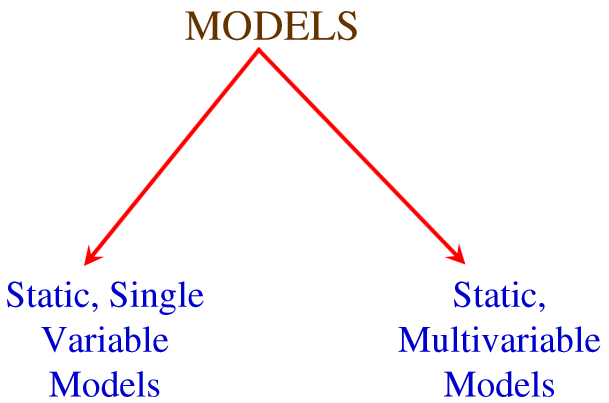 MODELS
Static, Single
Variable
Models
Static,
Multivariable
Models